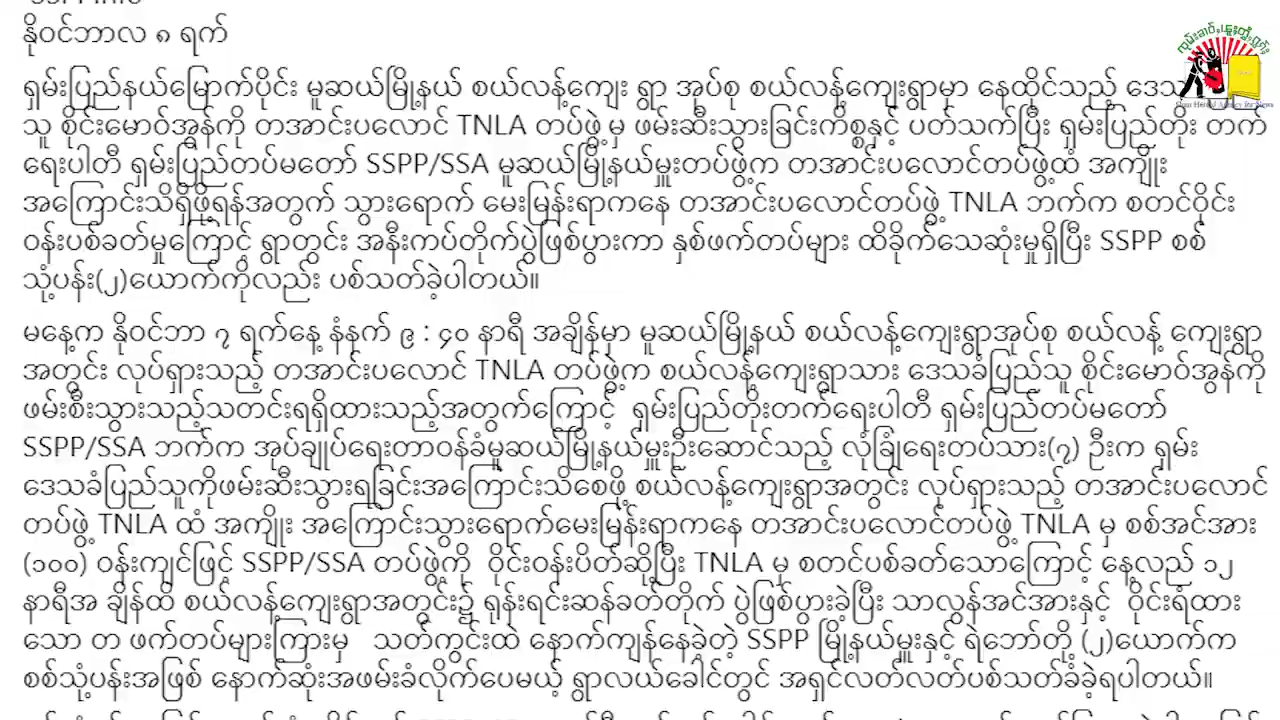 နိုဝင်ဘာလ ၈ ရက်
ရှမ်းပြည်နယ်မြောက်ပိုင်း မူဆယ်မြို့နယ် စယ်လန့်ကျေး ရွာ အုပ်စု စယ်လန့်ကျေးရွာမှာ နေထိုင်သည့်
သူ စိုင်းမောဝ်အွန်ကို တအာင်းပလောင် TNLA တပ်ဖွဲ့ မှ ဖမ်းဆီးသွားခြင်းကိစ္စနှင့် ပတ်သက်ပြီး ရှမ်းပြည်တိုး တက်
ရေးပါတီ ရှမ်းပြည်တပ်မတော် SSPP/SSA မူဆယ်မြို့နယ်မှူးတပ်ဖွဲ့က တအာင်းပလောင်တပ်ဖွဲ့ထံ အကျိုး
အကြောင်းသိရှိဖို့ရန်အတွက် သွားရောက် မေးမြန်းရာကနေ တအာင်းပလောင်တပ်ဖွဲ့ TNLA ဘက်က စတင်ဝိုင်း
ဝန်းပစ်ခတ်မှုကြောင့် ရွာတွင်း အနီးကပ်တိုက်ပွဲဖြစ်ပွားကာ နှစ်ဖက်တပ်များ ထိခိုက်သေဆုံးမှုရှိပြီး SSPP စစ်
သုံ့ပန်း(၂)ယောက်ကိုလည်း ပစ်သတ်ခဲ့ပါတယ်။
မနေ့က နိုဝင်ဘာ ၇ ရက်နေ့ နံနက် ၉ : ၄၀ နာရီ အချိန်မှာ မူဆယ်မြို့နယ် စယ်လန့်ကျေးရွာအုပ်စု စယ်လန့် ကျေးရွာ
အတွင်း လုပ်ရှားသည့် တအာင်းပလောင် TNLA တပ်ဖွဲ့က စယ်လန့်ကျေးရွာသား ဒေသခံပြည်သူ စိုင်းမောဝ်အွန်ကို
ဖမ်းစီးသွားသည့်သတင်းရရှိထားသည့်အတွက်ကြောင့် ရှမ်းပြည်တိုးတက်ရေးပါတီ ရှမ်းပြည်တပ်မတော်
SSPP/SSA ဘက်က အုပ်ချုပ်ရေးတာဝန်ခံမူဆယ်မြို့နယ်မှူးဦးဆောင်သည့် လုံခြုံရေးတပ်သား(၇) ဦးက ရှမ်း
ဒေသခံပြည်သူကိုဖမ်းဆီးသွားရခြင်းအကြောင်းသိစေဖို့ စယ်လန့်ကျေးရွာအတွင်း လုပ်ရှားသည့် တအာင်းပလောင်
တပ်ဖွဲ့ TNLA ထံ အကျိုး အကြောင်းသွားရောက်မေးမြန်းရာကနေ တအာင်းပလောင်တပ်ဖွဲ့ TNLA မှ စစ်အင်အား
(၁၀၀) ဝန်းကျင်ဖြင့် SSPP/SSA တပ်ဖွဲ့ကို ဝိုင်းဝန်းပိတ်ဆို့ပြီး TNLA မှ စတင်ပစ်ခတ်သောကြောင့် နေ့လည် ၁၂
နာရီအ ချိန်ထိ စယ်လန့်ကျေးရွာအတွင်း၌ ရုန်းရင်းဆန်ခတ်တိုက် ပွဲဖြစ်ပွားခဲ့ပြီး သာလွန်အင်အားနှင့် ဝိုင်းရံထား
သော တ ဖက်တပ်များကြားမှ သတ်ကွင်းထဲ နောက်ကျန်နေခဲ့တဲ့ SSPP မြို့နယ်မှူးနှင့် ရဲဘော်တို့ (၂)ယောက်က
စစ်သုံ့ပန်းအဖြစ် နောက်ဆုံးအဖမ်းခံလိုက်ပေမယ့် ရွာလယ်ခေါင်တွင် အရှင်လတ်လတ်ပစ်သတ်ခံခဲ့ရပါတယ်။